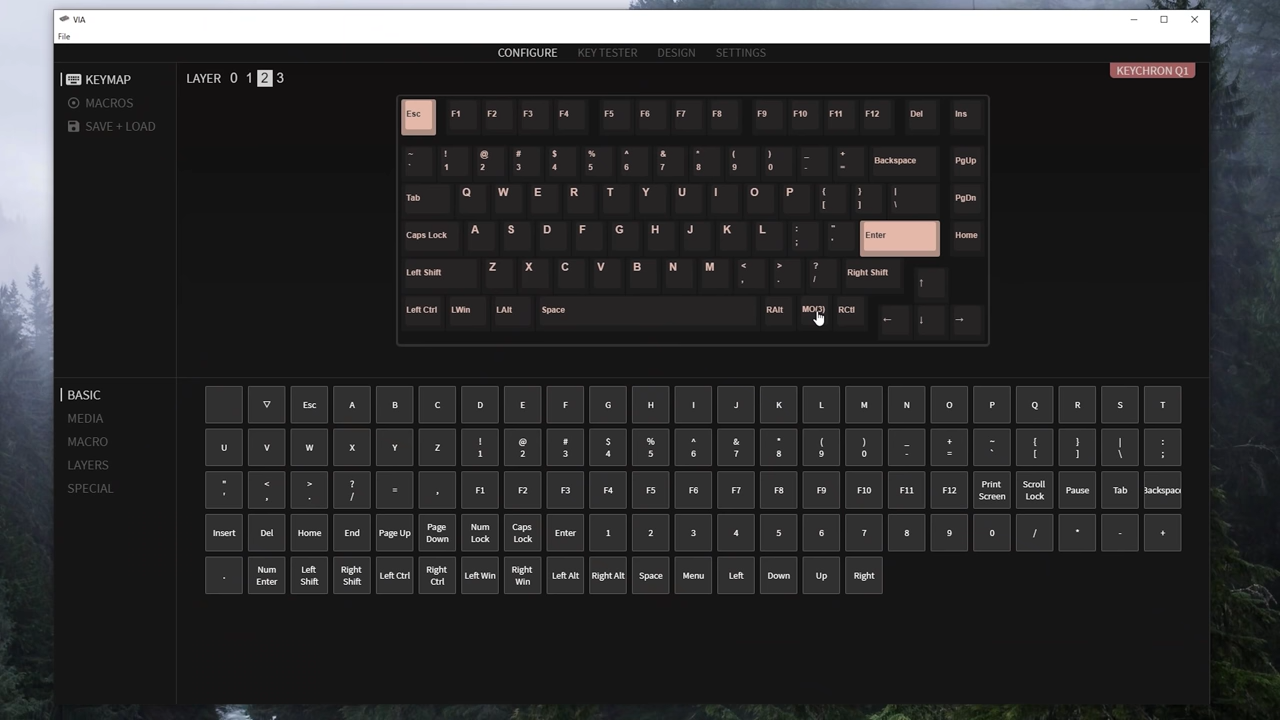 VIA
File
CONFIGURE KEY TESTER DESIGN SETTINGS
KEYMAP
MACROS
SAVE + LOAD
LAYER 0 1 2 3
KEYCHRON Q1
Esc F1 F2 F3 F4 F5 F6 F7 F8 F9 F10 F11 F12 Del Ins
~ ! @ # $ % ^ & * ( ) _ +
` 1 2 3 4 5 6 7 8 9 0 - = Backspace PgUp
Tab Q W E R T Y U I O P { } | PgDn
[ ] \
Caps Lock A S D F G H J K L : " Enter Home
; '
Left Shift Z X C V B N M < > ? Right Shift ↑
, . /
Left Ctrl LWin LAlt Space RAlt MO(3) RCtl ← ↓ →
BASIC
MEDIA
MACRO
LAYERS
SPECIAL
▽ Esc A B C D E F G H I J K L M N O P Q R S T
U V W X Y Z ! @ # $ % ^ & * ( ) _ + ~ { } | :
1 2 3 4 5 6 7 8 9 0 - = ` [ ] \ ;
" < > ? = , F1 F2 F3 F4 F5 F6 F7 F8 F9 F10 F11 F12 Print Scroll Pause Tab Backspac
' , . / Screen Lock
Insert Del Home End Page Up Page Num Caps Enter 1 2 3 4 5 6 7 8 9 0 / * - +
Down Lock Lock
. Num Left Right Left Ctrl Right Left Win Right Left Alt Right Alt Space Menu Left Down Up Right
Enter Shift Shift Ctrl Win